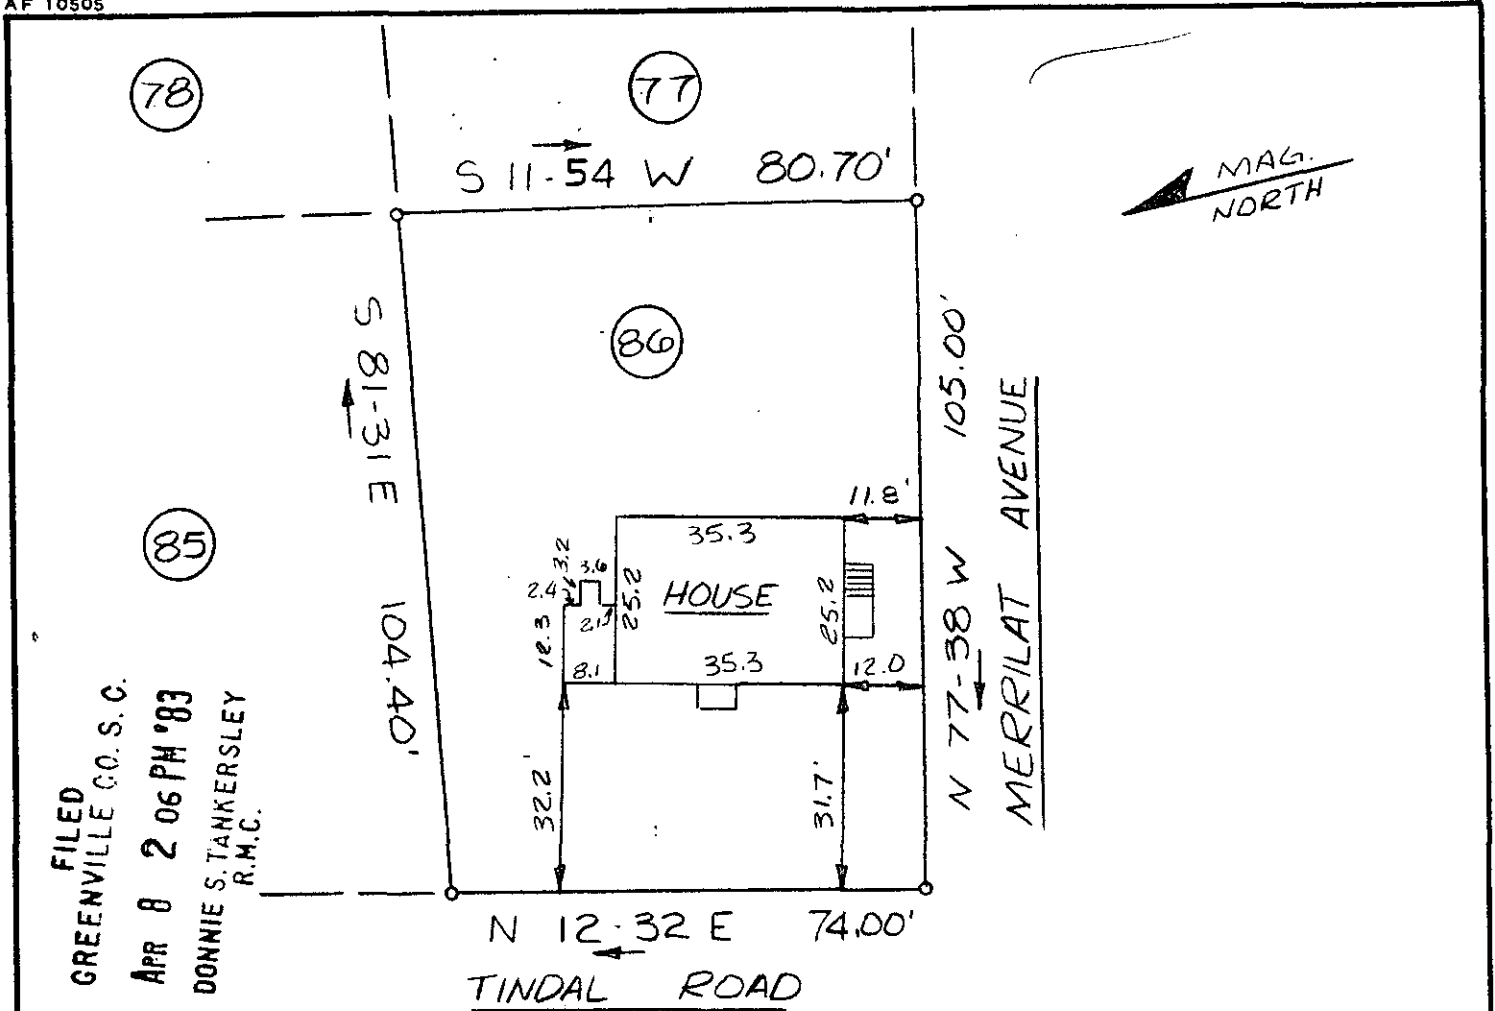 AF 10505
78
77
S 11-54 W 80.70'
MAG.
NORTH
86
S 81-31 E 104.40'
85
N 77-38 W 105.00'
MERRILAT AVENUE
11.8'
35.3
HOUSE
25.2
25.2
3.2
3.6
2.4
2.1
12.3
8.1
35.3
12.0
32.2'
31.7'
FILED
GREENVILLE CO. S. C.
APR 8 2 06 PM '83
DONNIE S. TANKERSLEY
R.M.C.
N 12-32 E 74.00'
TINDAL ROAD